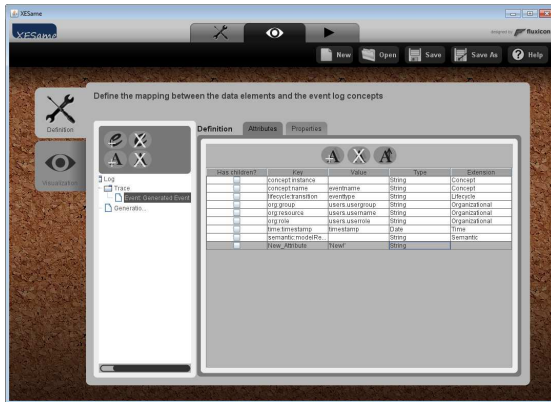 XESame
XESame
designed by fluxicon
New Open Save Save As Help
Define the mapping between the data elements and the event log concepts
Definition
Visualization
Definition Attributes Properties
Log
Trace
Event: Generated Event
Generatio...
Has children? Key Value Type Extension
concept:instance String Concept
concept:name eventname String Concept
lifecycle:transition eventtype String Lifecycle
org:group users.usergroup String Organizational
org:resource users.username String Organizational
org:role users.userrole String Organizational
time:timestamp timestamp Date Time
semantic:modelRe... String Semantic
New_Attribute 'New!' String